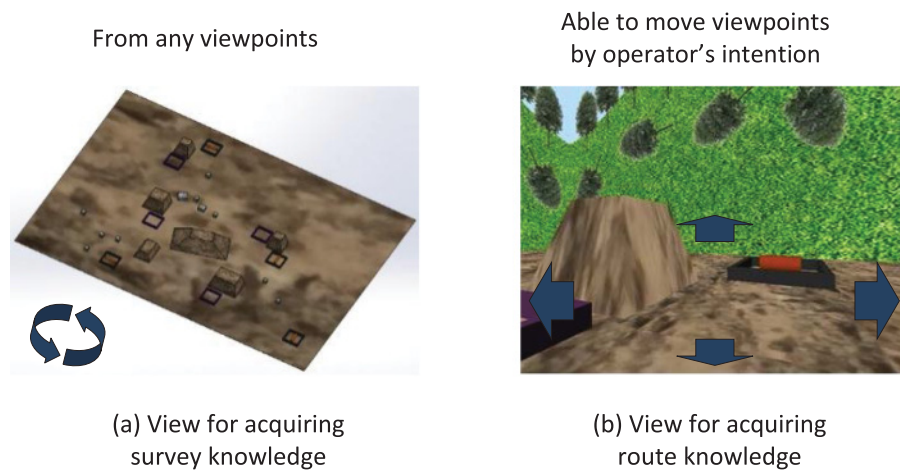 From any viewpoints
Able to move viewpoints
by operator's intention
(a) View for acquiring
survey knowledge
(b) View for acquiring
route knowledge